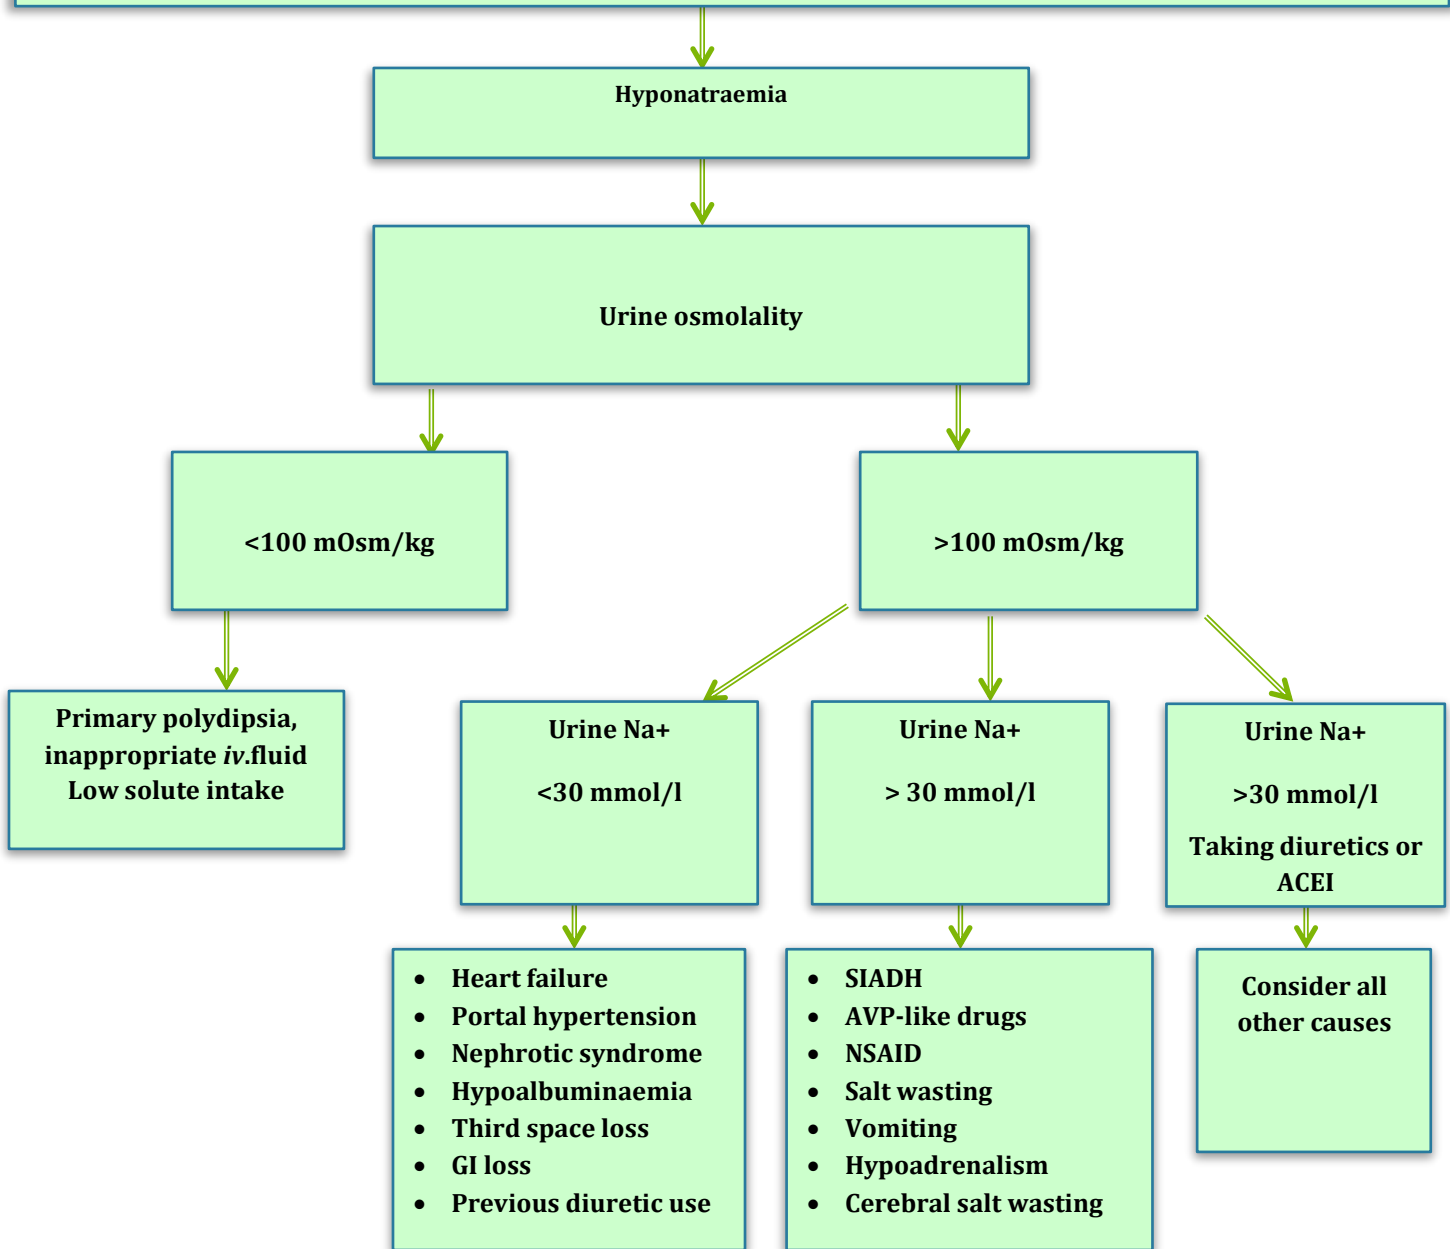 Hyponatraemia
Urine osmolality
<100 mOsm/kg
>100 mOsm/kg
Primary polydipsia,
inappropriate iv.fluid
Low solute intake
Urine Na+
<30 mmol/l
Urine Na+
> 30 mmol/l
Urine Na+
>30 mmol/l
Taking diuretics or
ACEI
• Heart failure
• Portal hypertension
• Nephrotic syndrome
• Hypoalbuminaemia
• Third space loss
• GI loss
• Previous diuretic use
• SIADH
• AVP-like drugs
• NSAID
• Salt wasting
• Vomiting
• Hypoadrenalism
• Cerebral salt wasting
Consider all
other causes